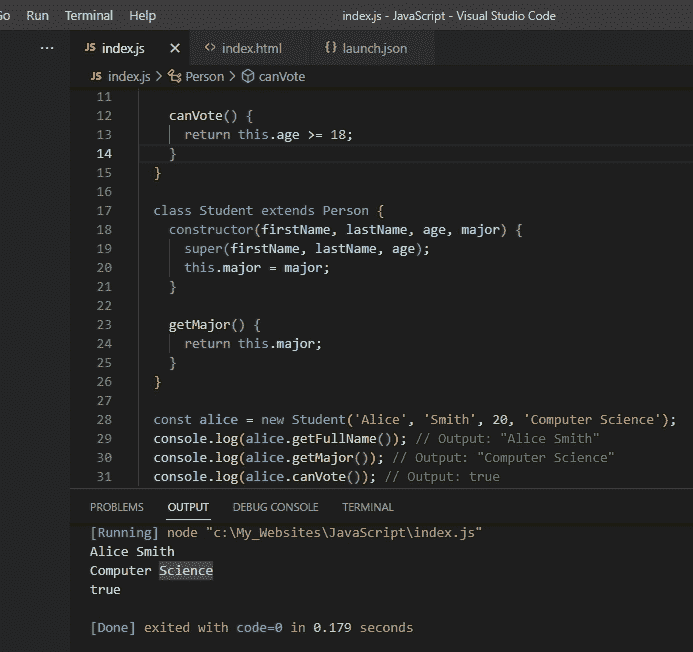 Go Run Terminal Help index.js - JavaScript - Visual Studio Code
... JS index.js × <> index.html {} launch.json
JS index.js > Person > canVote
11
12 canVote() {
13 return this.age >= 18;
14 }
15 }
16
17 class Student extends Person {
18 constructor(firstName, lastName, age, major) {
19 super(firstName, lastName, age);
20 this.major = major;
21 }
22
23 getMajor() {
24 return this.major;
25 }
26 }
27
28 const alice = new Student('Alice', 'Smith', 20, 'Computer Science');
29 console.log(alice.getFullName()); // Output: "Alice Smith"
30 console.log(alice.getMajor()); // Output: "Computer Science"
31 console.log(alice.canVote()); // Output: true
PROBLEMS OUTPUT DEBUG CONSOLE TERMINAL
[Running] node "c:\My_Websites\JavaScript\index.js"
Alice Smith
Computer Science
true
[Done] exited with code=0 in 0.179 seconds